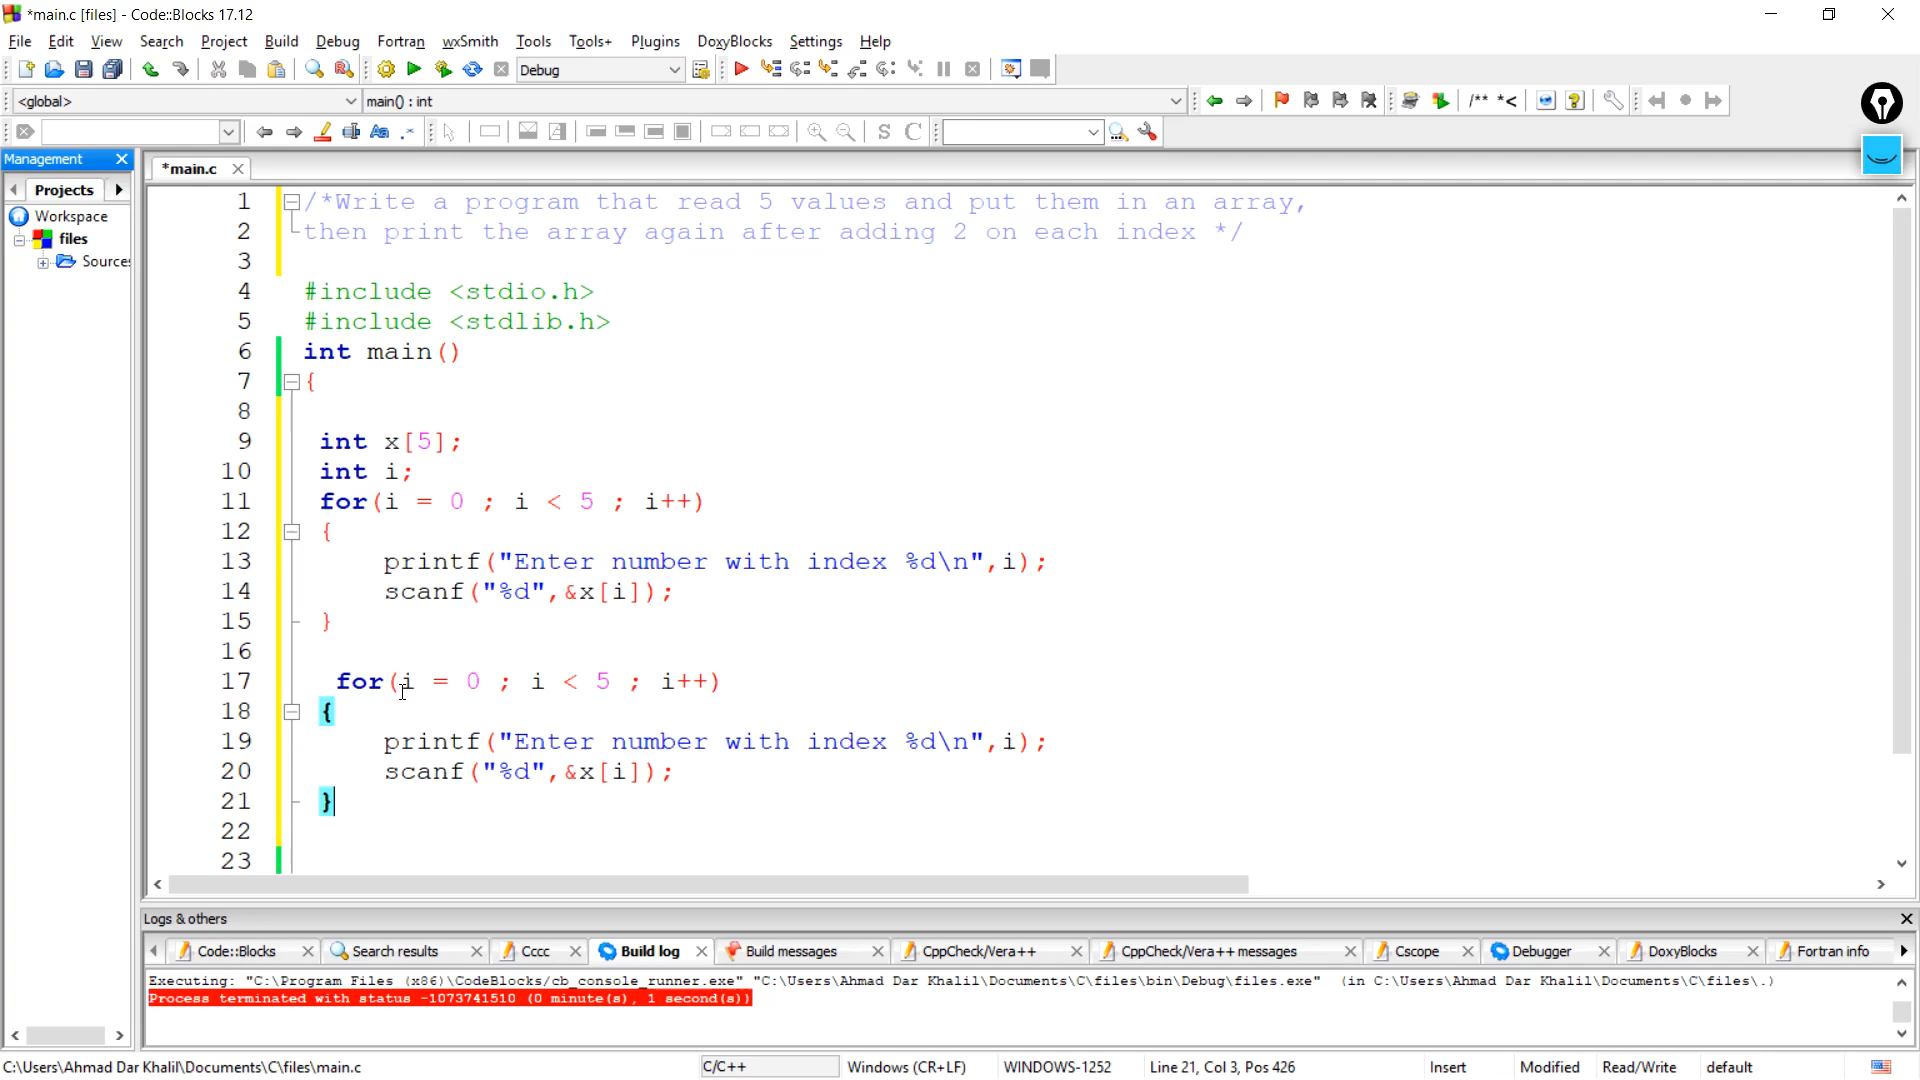 *main.c [files] - Code::Blocks 17.12
File Edit View Search Project Build Debug Fortran wxSmith Tools Tools+ Plugins DoxyBlocks Settings Help
Debug
<global> main() : int /** *<
Aa .* S C
Management
*main.c
Projects
Workspace
files
Sources
1 /*Write a program that read 5 values and put them in an array,
2 then print the array again after adding 2 on each index */
3
4 #include <stdio.h>
5 #include <stdlib.h>
6 int main()
7 {
8
9 int x[5];
10 int i;
11 for(i = 0 ; i < 5 ; i++)
12 {
13 printf("Enter number with index %d\n",i);
14 scanf("%d",&x[i]);
15 }
16
17 for(i = 0 ; i < 5 ; i++)
18 {
19 printf("Enter number with index %d\n",i);
20 scanf("%d",&x[i]);
21 }
22
23
Logs & others
Code::Blocks Search results Cccc Build log Build messages CppCheck/Vera++ CppCheck/Vera++ messages Cscope Debugger DoxyBlocks Fortran info
Executing: "C:\Program Files (x86)\CodeBlocks/cb_console_runner.exe" "C:\Users\Ahmad Dar Khalil\Documents\C\files\bin\Debug\files.exe" (in C:\Users\Ahmad Dar Khalil\Documents\C\files\.)
Process terminated with status -1073741510 (0 minute(s), 1 second(s))
C:\Users\Ahmad Dar Khalil\Documents\C\files\main.c C/C++ Windows (CR+LF) WINDOWS-1252 Line 21, Col 3, Pos 426 Insert Modified Read/Write default